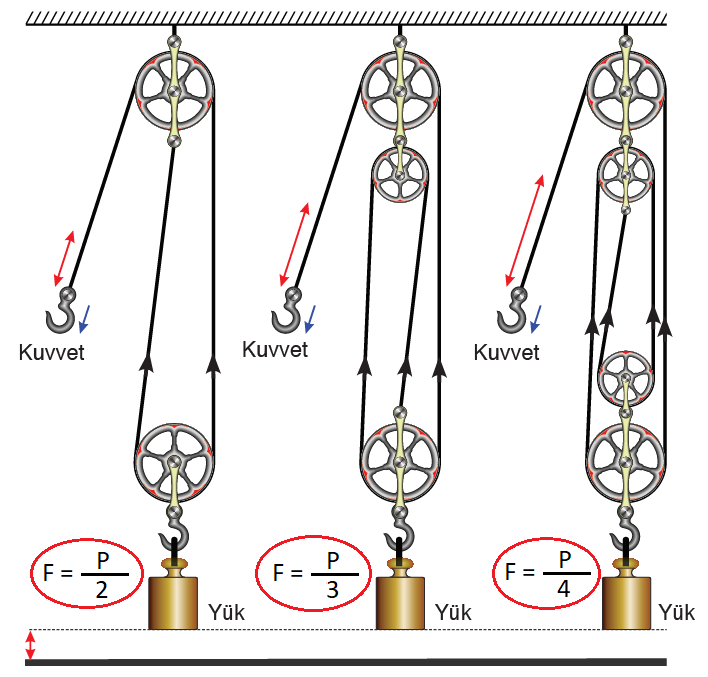 Kuvvet
Kuvvet
Kuvvet
F = P/2
Yük
F = P/3
Yük
F = P/4
Yük